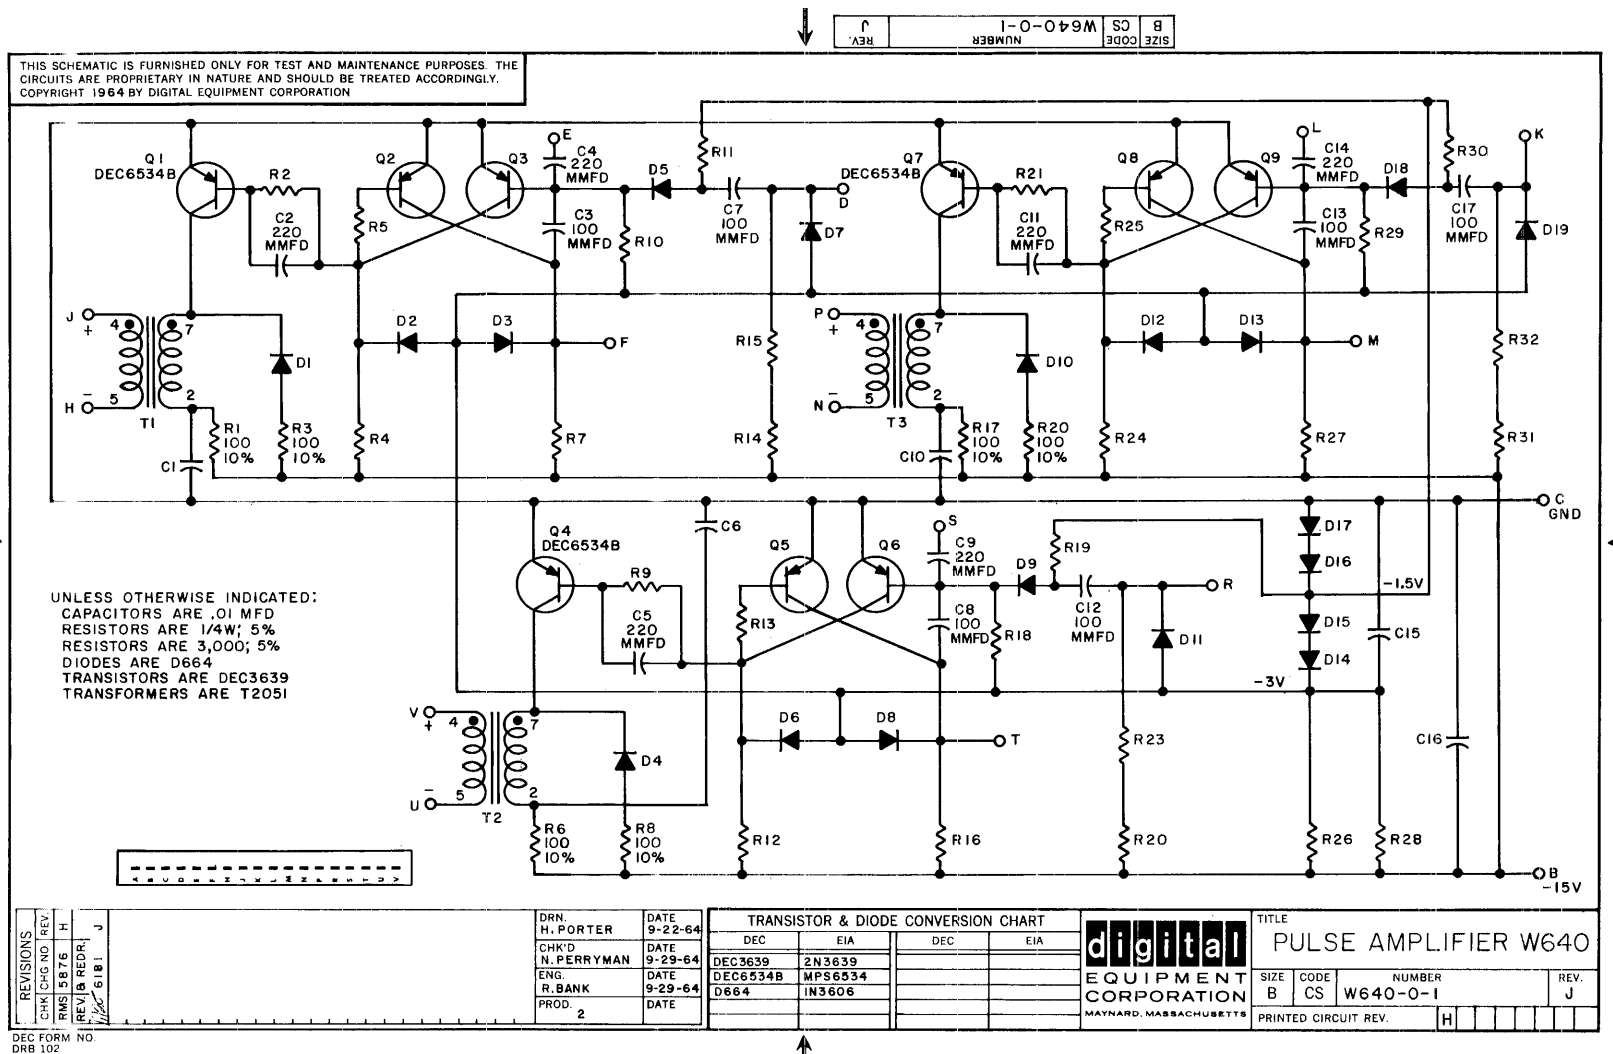 SIZE CODE NUMBER REV.
B CS W640-0-1 J
THIS SCHEMATIC IS FURNISHED ONLY FOR TEST AND MAINTENANCE PURPOSES. THE
CIRCUITS ARE PROPRIETARY IN NATURE AND SHOULD BE TREATED ACCORDINGLY.
COPYRIGHT 1964 BY DIGITAL EQUIPMENT CORPORATION
Q1
DEC6534B
R2
C2
220
MMFD
Q2
Q3
R5
E
C4
220
MMFD
C3
100
MMFD
D5
R10
R11
C7
100
MMFD
D
D7
Q7
DEC6534B
R21
C11
220
MMFD
Q8
Q9
R25
L
C14
220
MMFD
C13
100
MMFD
D18
R29
R30
C17
100
MMFD
K
D19
J
+
4
7
H
–
5
2
T1
D1
R1
100
10%
R3
100
10%
C1
D2
D3
F
R4
R7
R15
R14
P
+
4
7
N
–
5
2
T3
D10
R17
100
10%
R20
100
10%
C10
D12
D13
M
R24
R27
R32
R31
C
GND
Q4
DEC6534B
R9
C5
220
MMFD
C6
Q5
Q6
R13
S
C9
220
MMFD
C8
100
MMFD
D9
R18
R19
C12
100
MMFD
R
D11
D17
D16
–1.5V
D15
D14
–3V
C15
UNLESS OTHERWISE INDICATED:
CAPACITORS ARE .01 MFD
RESISTORS ARE 1/4W; 5%
RESISTORS ARE 3,000; 5%
DIODES ARE D664
TRANSISTORS ARE DEC3639
TRANSFORMERS ARE T2051
V
+
4
7
U
–
5
2
T2
D4
R6
100
10%
R8
100
10%
D6
D8
T
R12
R16
R23
R20
R26
R28
C16
B
–15V
A B C D E F H J K L M N P R S T U V
REVISIONS
CHK CHG NO REV.
RMS 5876 H
REV. & REDR.
6181 J
DRN.
H. PORTER
DATE
9-22-64
CHK'D
N. PERRYMAN
DATE
9-29-64
ENG.
R. BANK
DATE
9-29-64
PROD.
2
DATE
TRANSISTOR & DIODE CONVERSION CHART
DEC EIA DEC EIA
DEC3639 2N3639
DEC6534B MPS6534
D664 IN3606
digital
EQUIPMENT
CORPORATION
MAYNARD, MASSACHUSETTS
TITLE
PULSE AMPLIFIER W640
SIZE CODE NUMBER REV.
B CS W640-0-1 J
PRINTED CIRCUIT REV. H
DEC FORM NO.
DRB 102